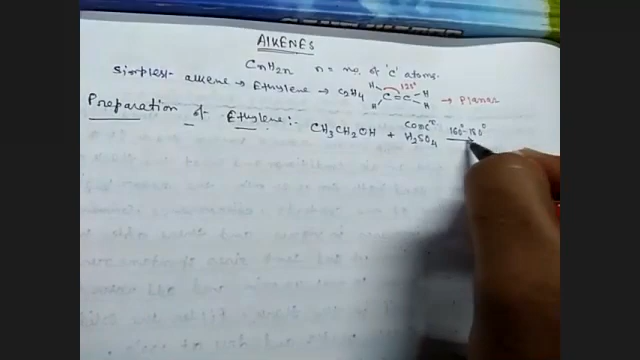 ALKENES
CnH2n n = no. of 'C' atoms.
Simplest alkene → Ethylene → C2H4 H H C=C H H 120° → Planar
Preparation of Ethylene:- CH3CH2OH + Conc. H2SO4 160°-180° →